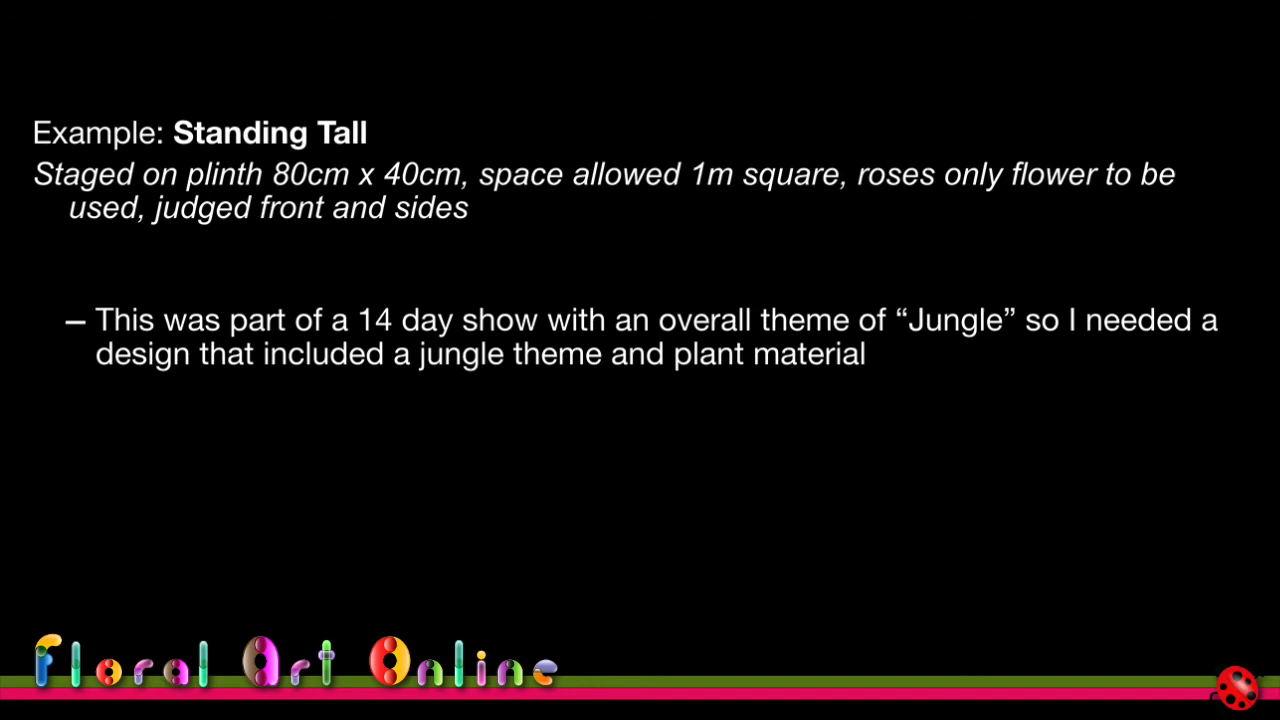 Example: Standing Tall
Staged on plinth 80cm x 40cm, space allowed 1m square, roses only flower to be
used, judged front and sides
– This was part of a 14 day show with an overall theme of “Jungle” so I needed a
design that included a jungle theme and plant material
Floral Art Online